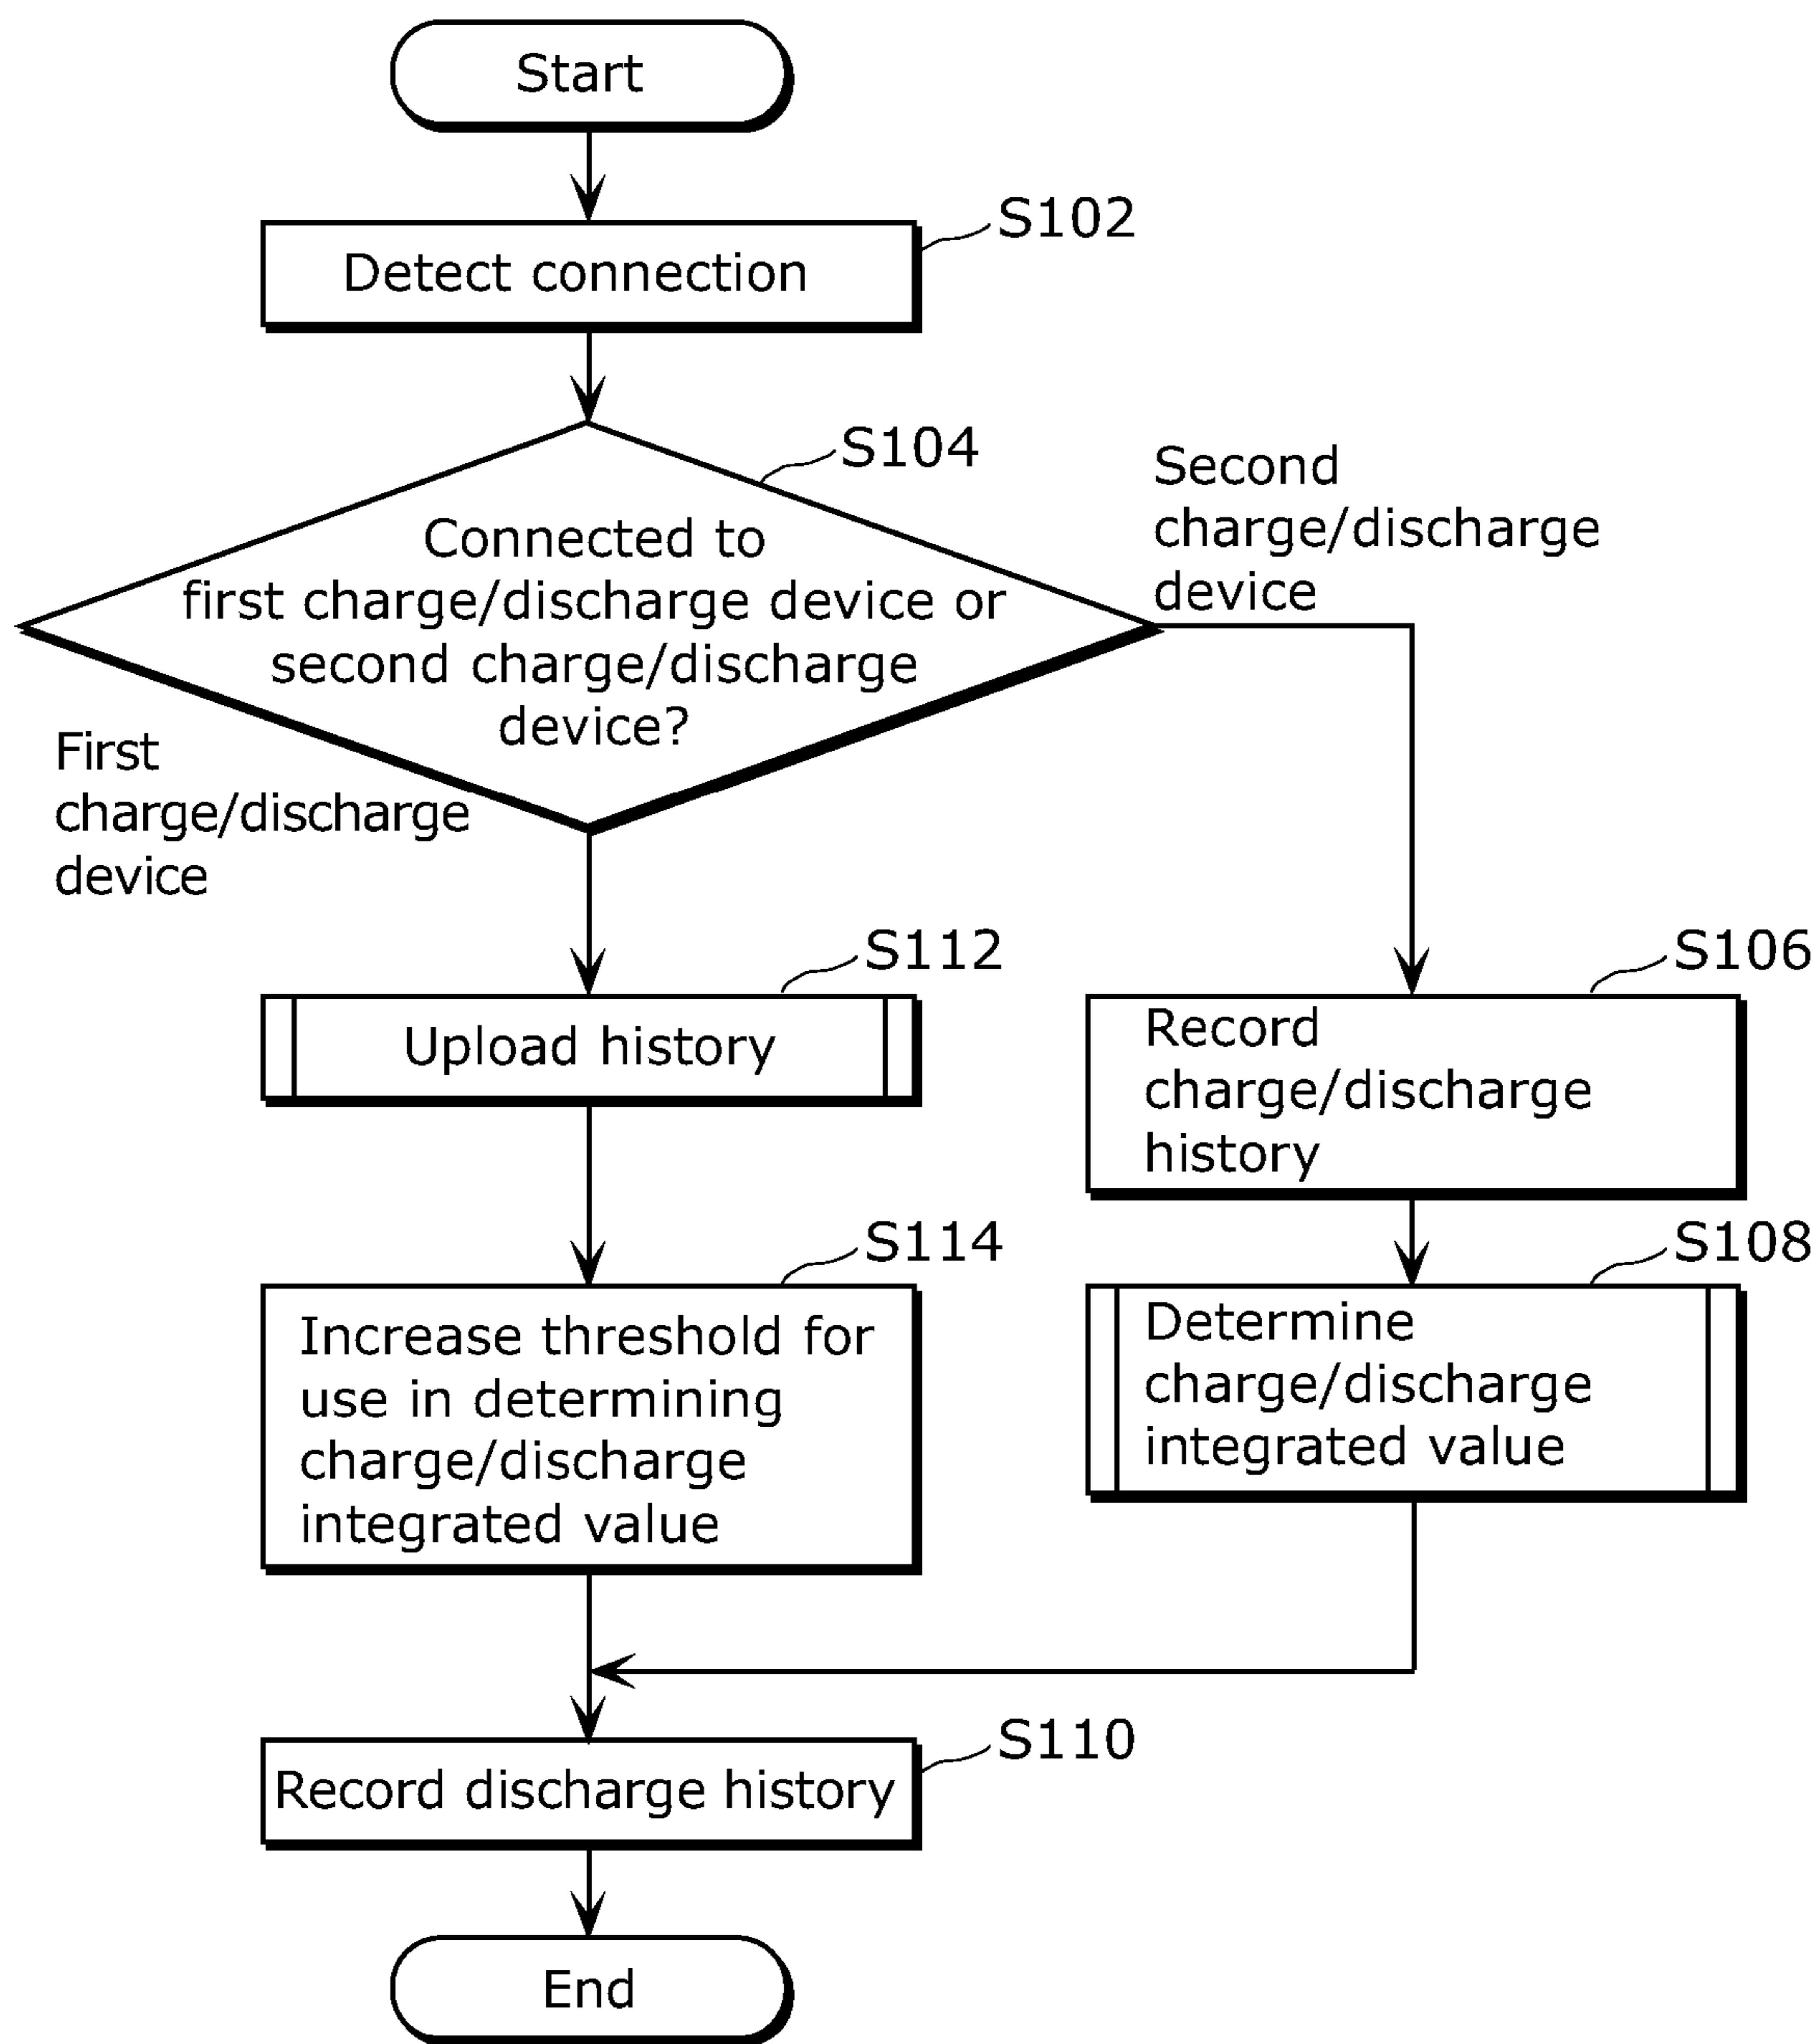 Start
S102
Detect connection
S104
Connected to
first charge/discharge device or
second charge/discharge
device?
Second
charge/discharge
device
First
charge/discharge
device
S112
Upload history
S106
Record
charge/discharge
history
S114
Increase threshold for
use in determining
charge/discharge
integrated value
S108
Determine
charge/discharge
integrated value
S110
Record discharge history
End